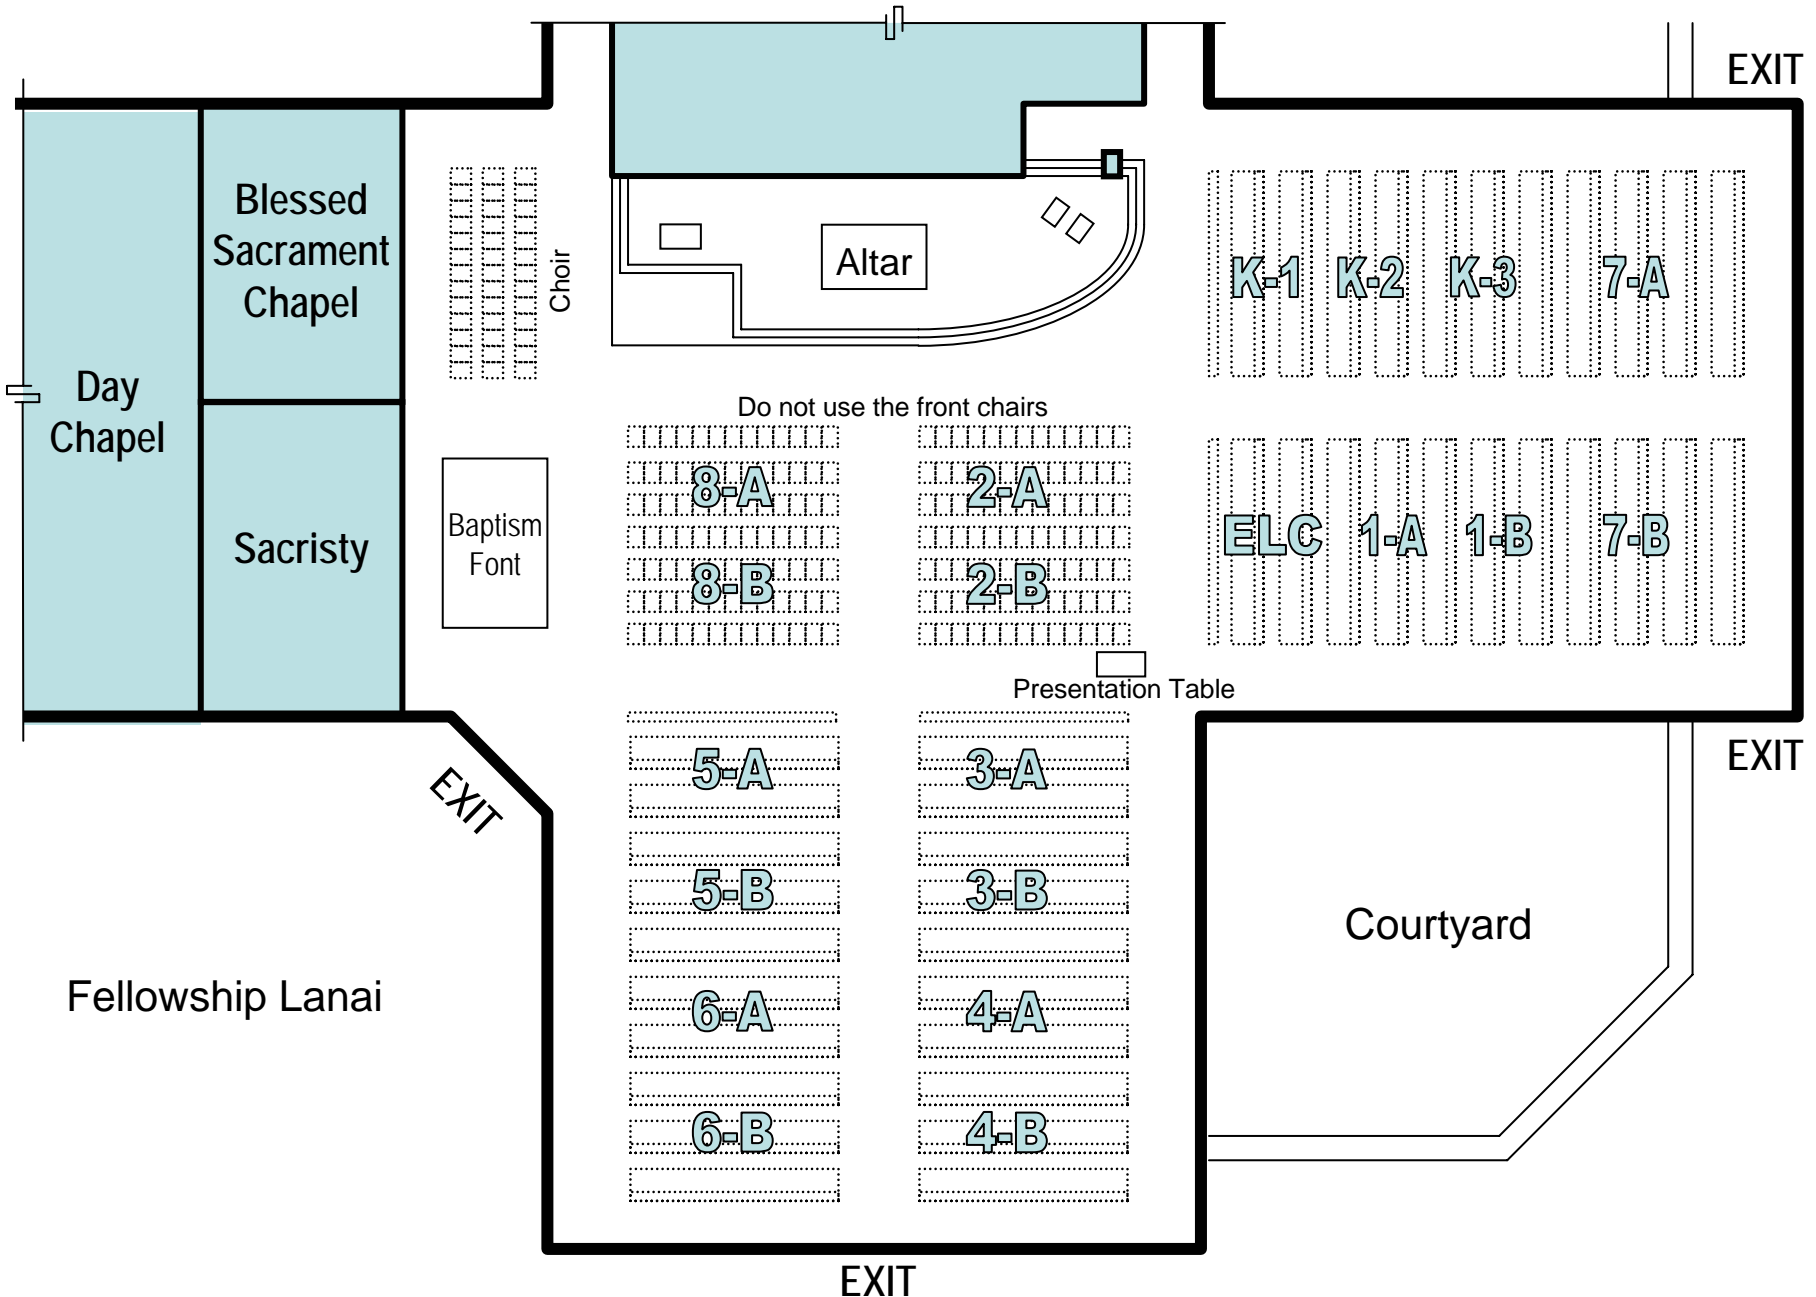 EXIT
Blessed
Sacrament
Chapel
Choir
Altar
K-1 K-2 K-3 7-A
Day
Chapel
Do not use the front chairs
8-A 2-A
Baptism
Font
Sacristy
ELC 1-A 1-B 7-B
8-B 2-B
Presentation Table
EXIT
5-A 3-A
EXIT
5-B 3-B
Courtyard
Fellowship Lanai
6-A 4-A
6-B 4-B
EXIT